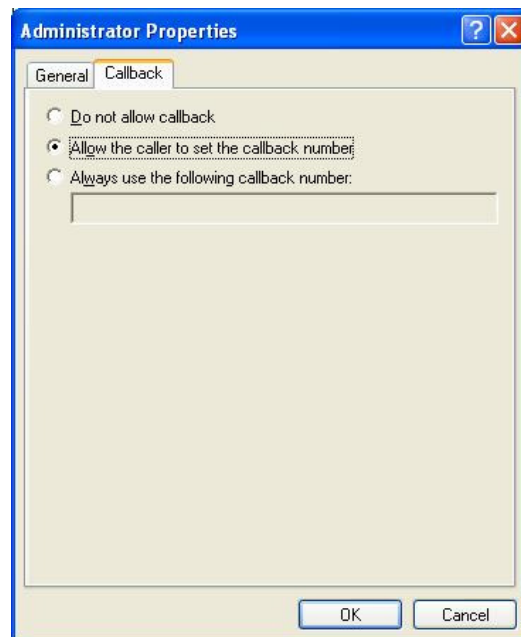 Administrator Properties
General Callback
Do not allow callback
Allow the caller to set the callback number
Always use the following callback number:
OK Cancel